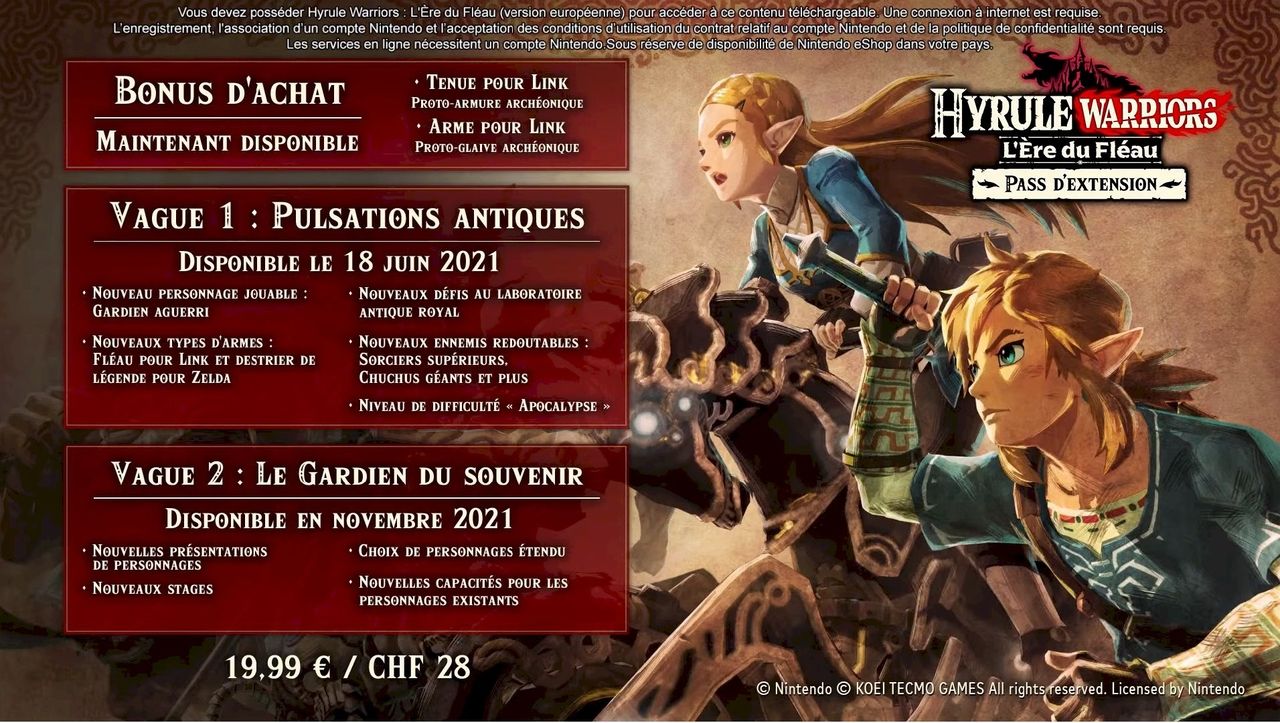 Vous devez posséder Hyrule Warriors : L'Ère du Fléau (version européenne) pour accéder à ce contenu téléchargeable. Une connexion à internet est requise.
L'enregistrement, l'association d'un compte Nintendo et l'acceptation des conditions d'utilisation du contrat relatif au compte Nintendo et de la politique de confidentialité sont requis.
Les services en ligne nécessitent un compte Nintendo.Sous réserve de disponibilité de Nintendo eShop dans votre pays.
Bonus d'achat
Maintenant disponible
• Tenue pour Link
Proto-armure archéonique
• Arme pour Link
Proto-glaive archéonique
Hyrule Warriors
L'Ère du Fléau
Pass d'extension
Vague 1 : Pulsations antiques
Disponible le 18 juin 2021
• Nouveau personnage jouable :
Gardien aguerri
• Nouveaux types d'armes :
Fléau pour Link et destrier de
légende pour Zelda
• Nouveaux défis au laboratoire
antique royal
• Nouveaux ennemis redoutables :
Sorciers supérieurs,
Chuchus géants et plus
• Niveau de difficulté « Apocalypse »
Vague 2 : Le Gardien du souvenir
Disponible en novembre 2021
• Nouvelles présentations
de personnages
• Nouveaux stages
• Choix de personnages étendu
• Nouvelles capacités pour les
personnages existants
19,99 € / CHF 28
© Nintendo © KOEI TECMO GAMES All rights reserved. Licensed by Nintendo